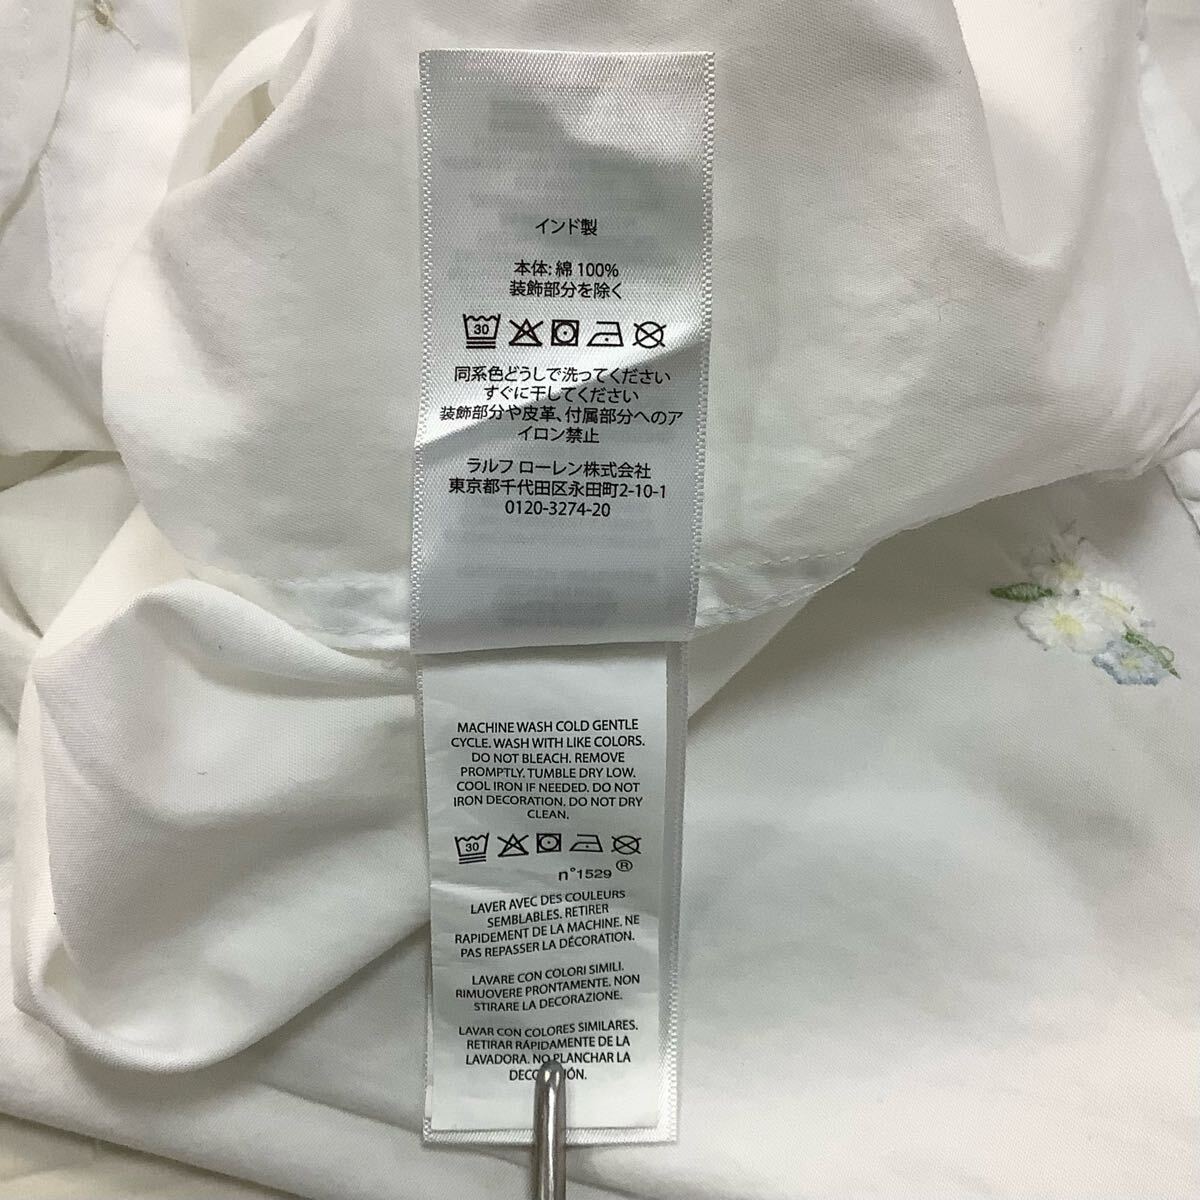 インド製
本体: 綿 100%
装飾部分を除く
30
同系色どうしで洗ってください
すぐに干してください
装飾部分や皮革、付属部分へのア
イロン禁止
ラルフ ローレン株式会社
東京都千代田区永田町2-10-1
0120-3274-20
MACHINE WASH COLD GENTLE
CYCLE. WASH WITH LIKE COLORS.
DO NOT BLEACH. REMOVE
PROMPTLY. TUMBLE DRY LOW.
COOL IRON IF NEEDED. DO NOT
IRON DECORATION. DO NOT DRY
CLEAN.
30
n°1529 ®
LAVER AVEC DES COULEURS
SEMBLABLES. RETIRER
RAPIDEMENT DE LA MACHINE. NE
PAS REPASSER LA DÉCORATION.
LAVARE CON COLORI SIMILI.
RIMUOVERE PRONTAMENTE. NON
STIRARE LA DECORAZIONE.
LAVAR CON COLORES SIMILARES.
RETIRAR RÁPIDAMENTE DE LA
LAVADORA. NO PLANCHAR LA